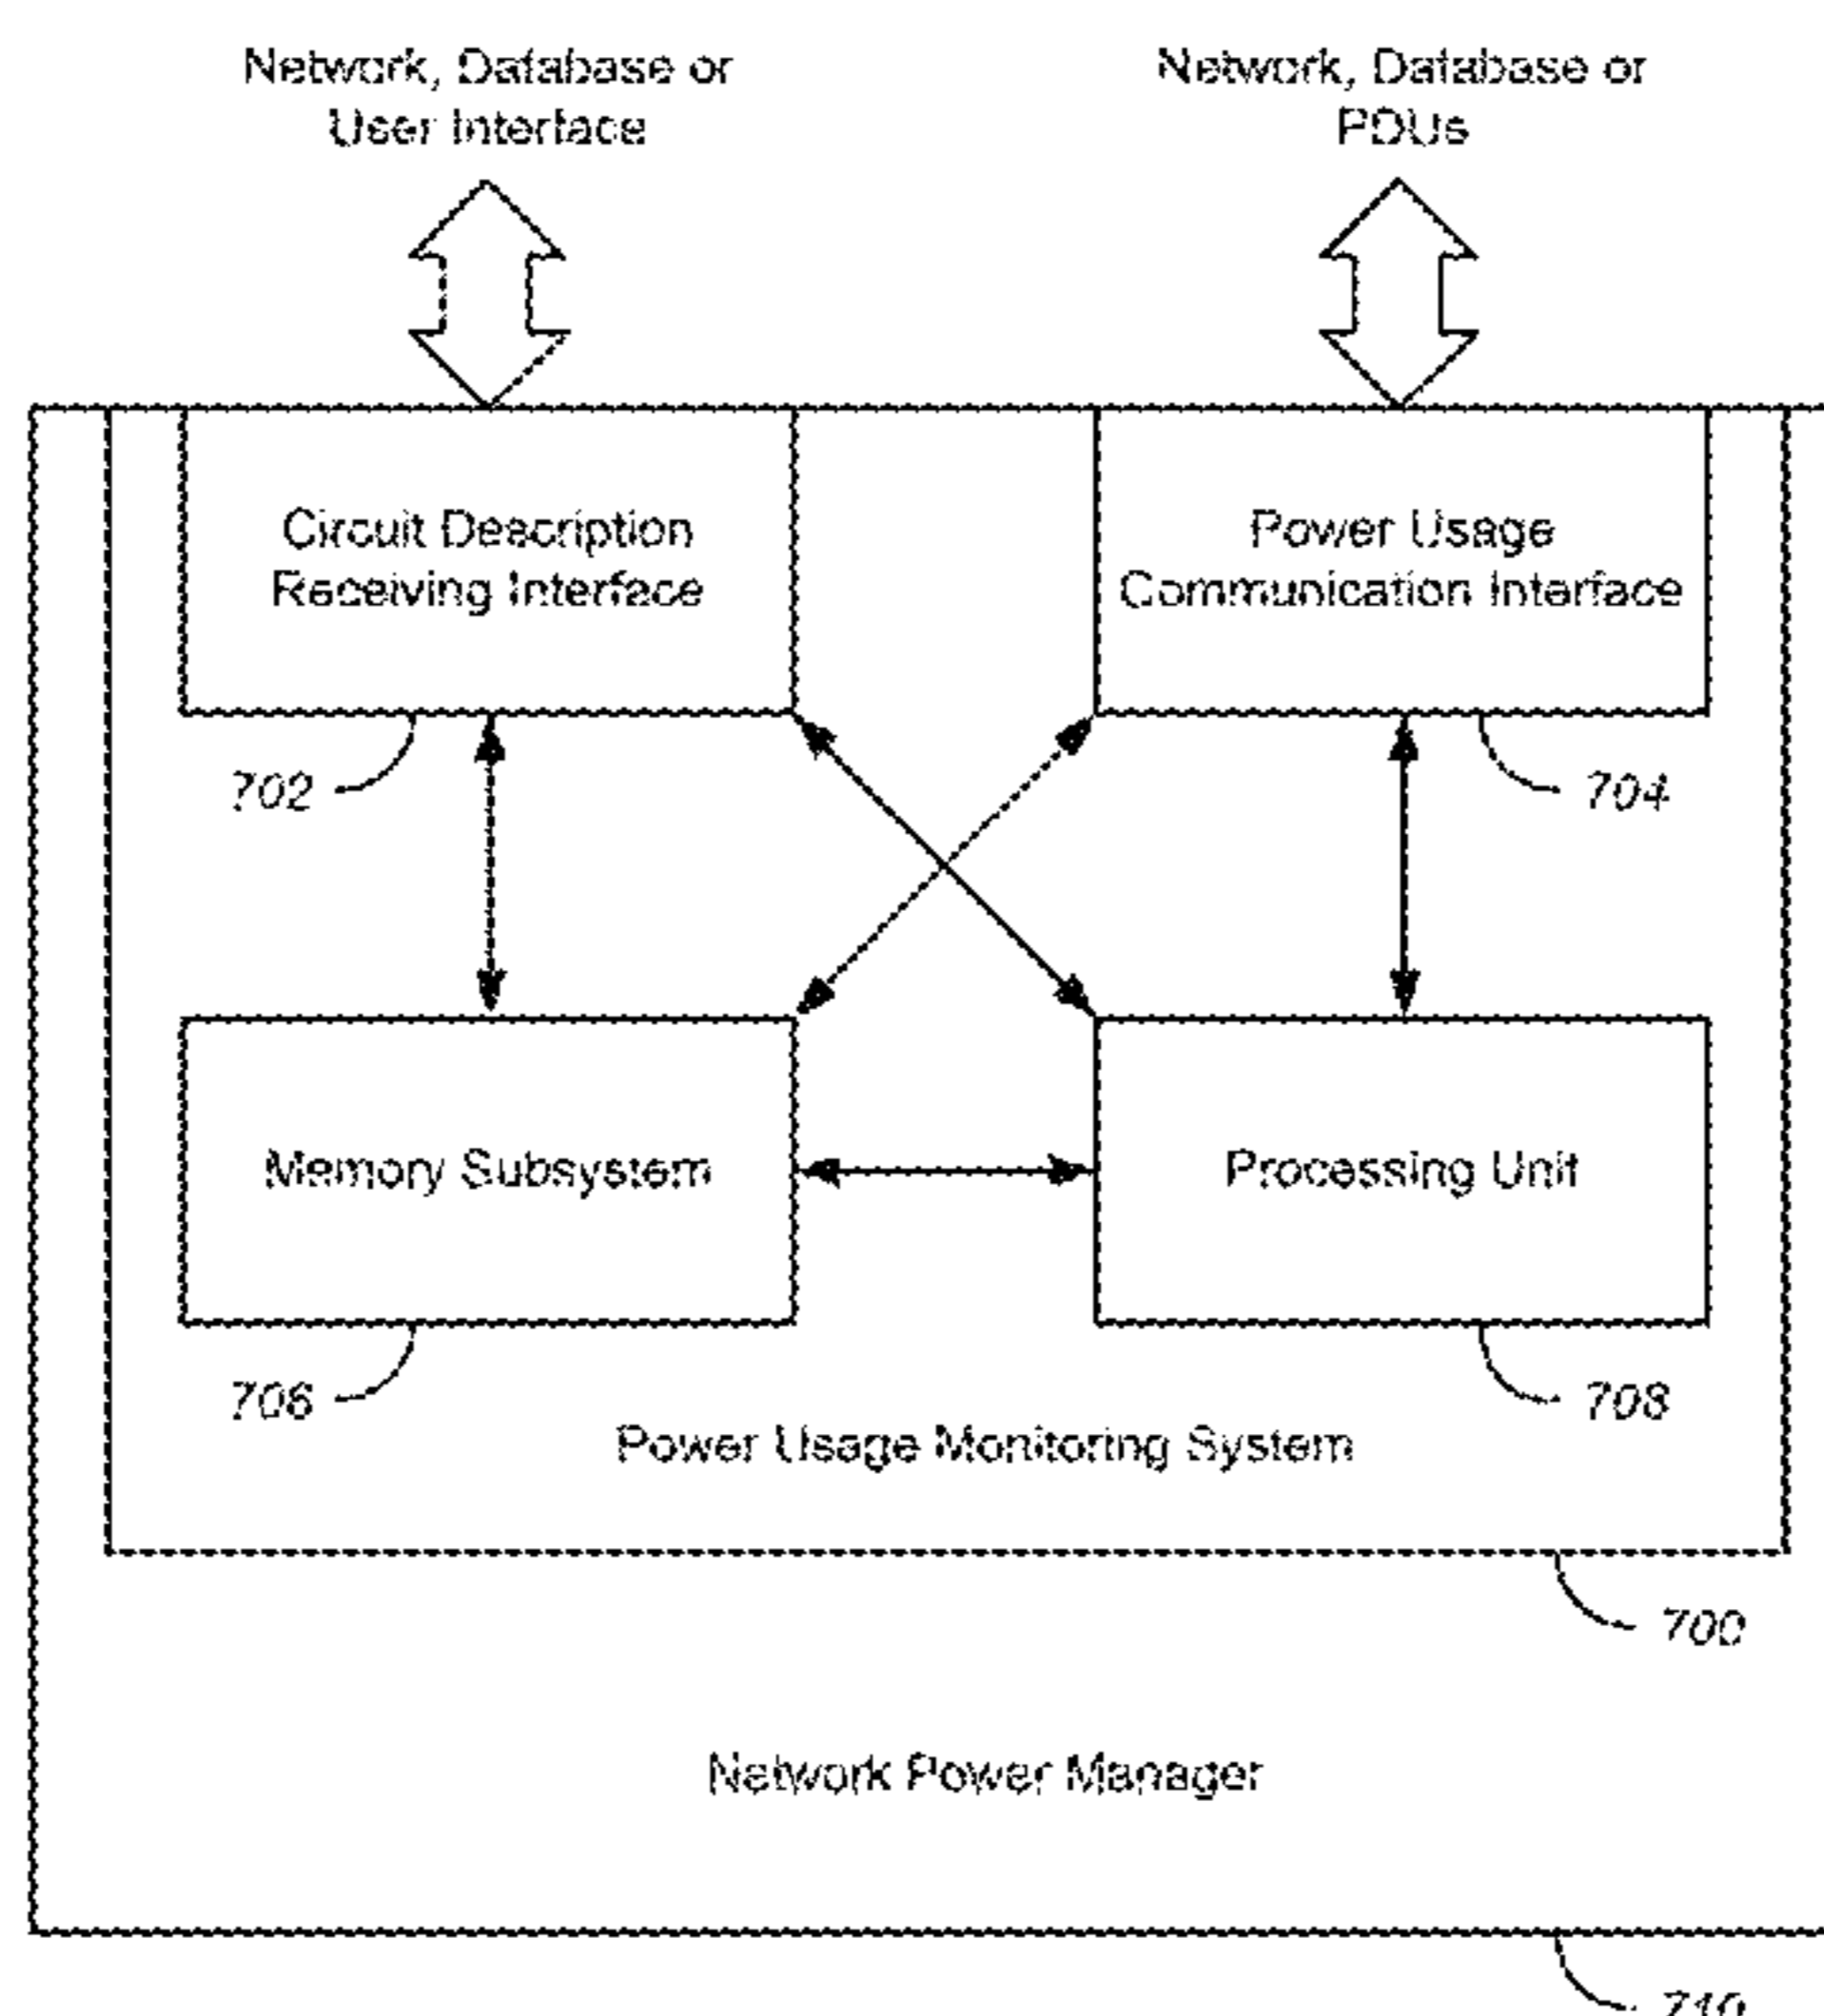 Network, Database or
User Interface
Network, Database or
PDUs
Circuit Description
Receiving Interface
Power Usage
Communication Interface
702
704
Memory Subsystem
Processing Unit
706
708
Power Usage Monitoring System
700
Network Power Manager
710